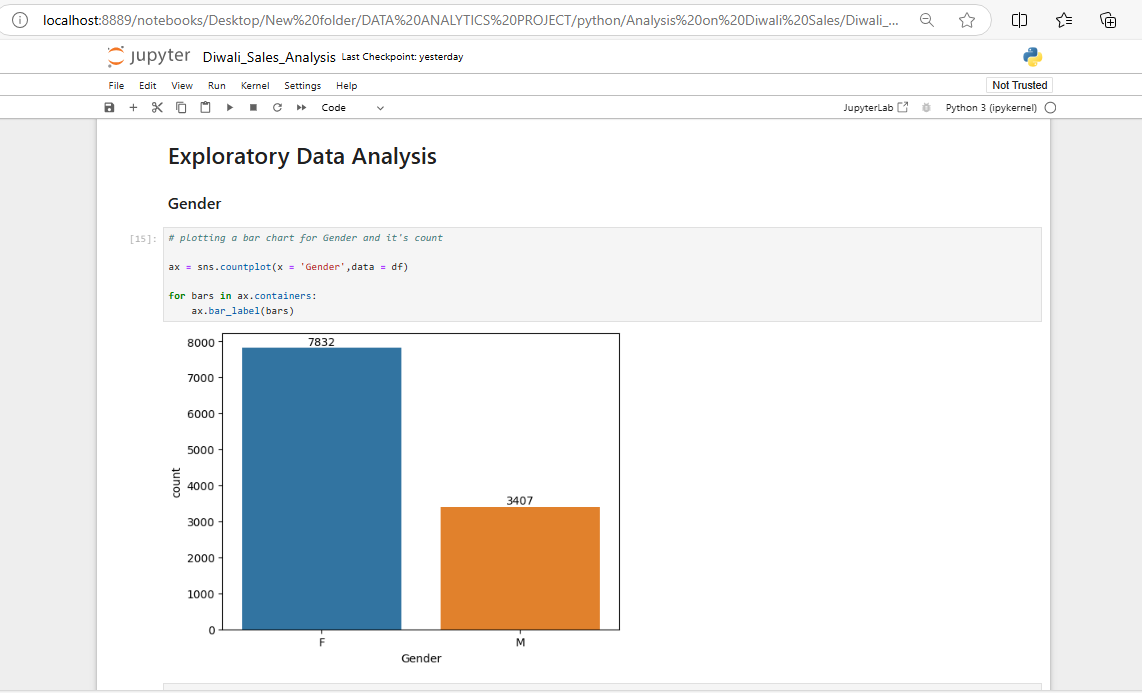 localhost:8889/notebooks/Desktop/New%20folder/DATA%20ANALYTICS%20PROJECT/python/Analysis%20on%20Diwali%20Sales/Diwali_...
jupyter Diwali_Sales_Analysis Last Checkpoint: yesterday
File Edit View Run Kernel Settings Help
Not Trusted
Code
JupyterLab
Python 3 (ipykernel)
Exploratory Data Analysis
Gender
[15]: # plotting a bar chart for Gender and it's count
ax = sns.countplot(x = 'Gender',data = df)
for bars in ax.containers:
    ax.bar_label(bars)
8000
7000
6000
5000
4000
3000
2000
1000
0
count
7832
3407
F
M
Gender